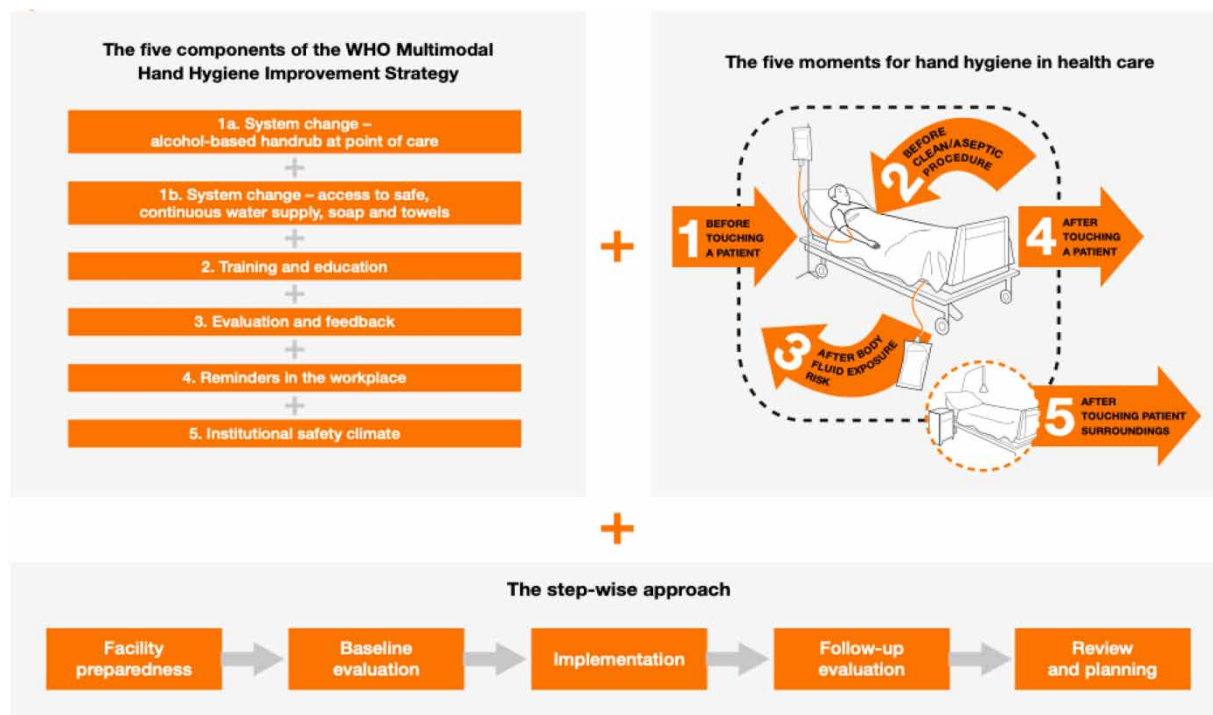 The five components of the WHO Multimodal
Hand Hygiene Improvement Strategy
1a. System change –
alcohol-based handrub at point of care
+
1b. System change – access to safe,
continuous water supply, soap and towels
+
2. Training and education
+
3. Evaluation and feedback
+
4. Reminders in the workplace
+
5. Institutional safety climate
+
The five moments for hand hygiene in health care
1 BEFORE
TOUCHING
A PATIENT
2 BEFORE
CLEAN/ASEPTIC
PROCEDURE
3 AFTER BODY
FLUID EXPOSURE
RISK
4 AFTER
TOUCHING
A PATIENT
5 AFTER
TOUCHING PATIENT
SURROUNDINGS
+
The step-wise approach
Facility
preparedness
Baseline
evaluation
Implementation
Follow-up
evaluation
Review
and planning